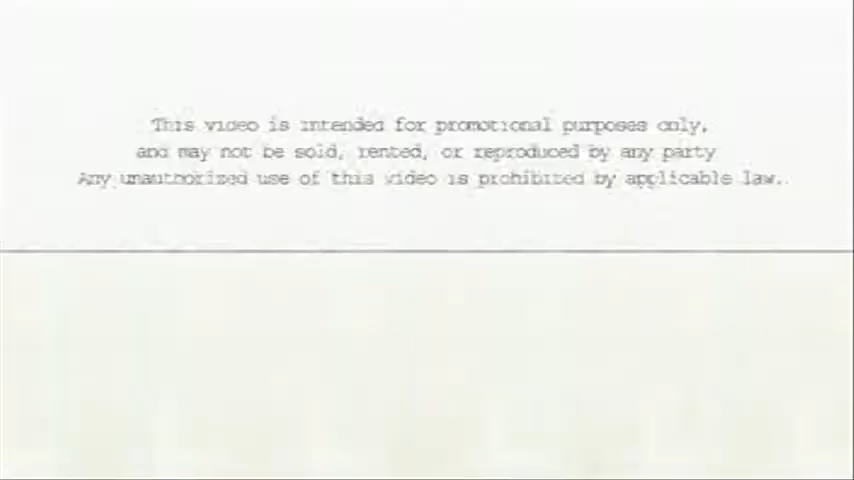 This video is intended for promotional purposes only,
and may not be sold, rented, or reproduced by any party
Any unauthorized use of this video is prohibited by applicable law.